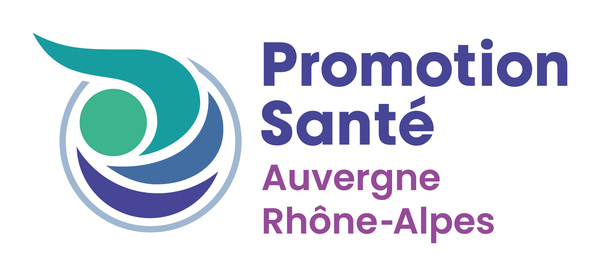 Promotion
Santé
Auvergne
Rhône-Alpes